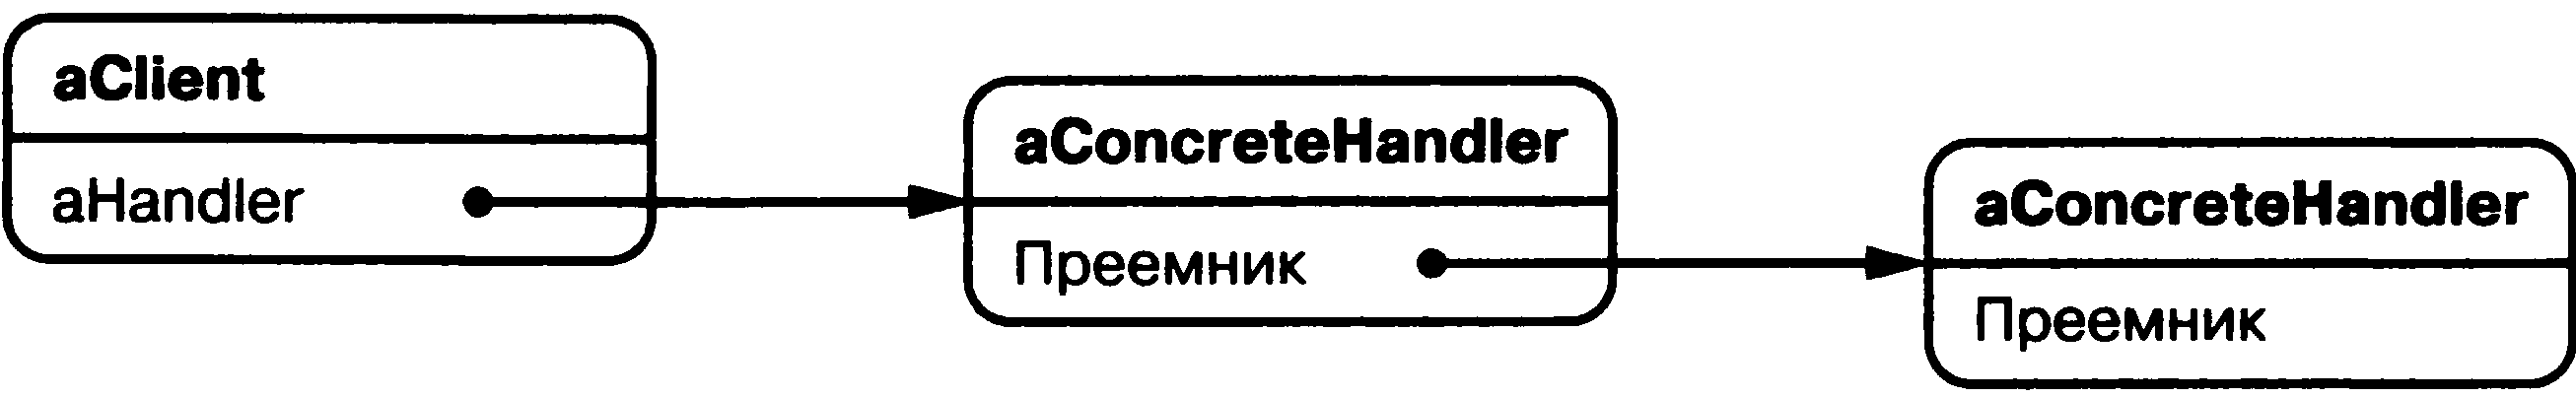 aClient
aHandler
aConcreteHandler
Преемник
aConcreteHandler
Преемник